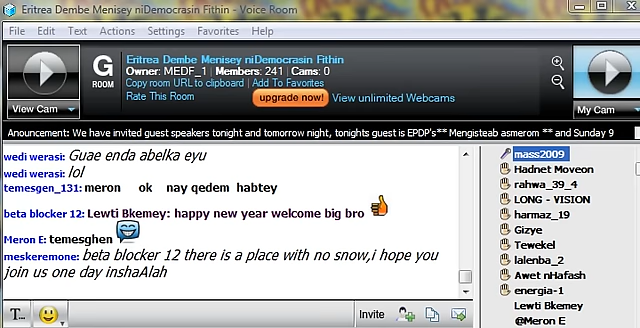 Eritrea Dembe Menisey niDemocrasin Fithin - Voice Room
File Edit Text Actions Settings Favorites Help
View Cam
G
ROOM
Eritrea Dembe Menisey niDemocrasin Fithin
Owner: MEDF_1 | Members: 241 | Cams: 0
Copy room URL to clipboard | Add To Favorites
Rate This Room
upgrade now! View unlimited Webcams
My Cam
Anouncement: We have invited guest speakers tonight and tomorrow night, tonights guest is EPDP's** Mengisteab asmerom ** and Sunday 9
wedi werasi: Guae enda abelka eyu
wedi werasi: lol
temesgen_131: meron ok nay qedem habtey
beta blocker 12: Lewti Bkemey: happy new year welcome big bro
Meron E: temesghen
meskeremone: beta blocker 12 there is a place with no snow,i hope you
join us one day inshaAlah
T...
Invite
mass2009
Hadnet Moveon
rahwa_39_4
LONG - VISION
harmaz_19
Gizye
Tewekel
lalenba_2
Awet nHafash
energia-1
Lewti Bkemey
@Meron E